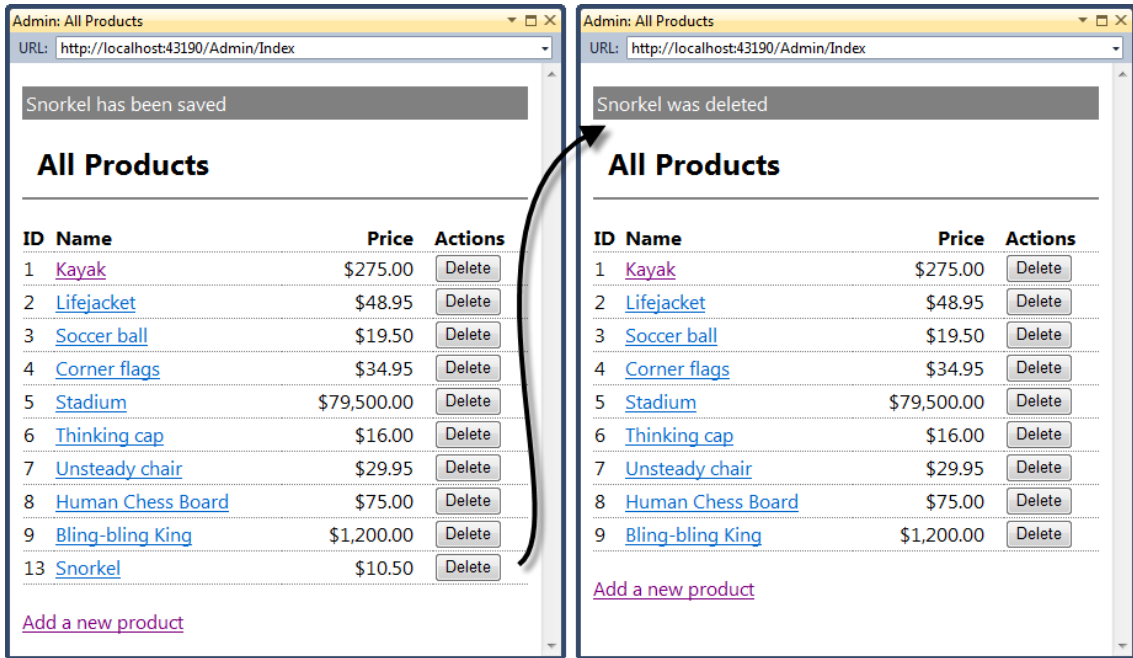 Admin: All Products
URL: http://localhost:43190/Admin/Index
Snorkel has been saved
All Products
ID Name Price Actions
1 Kayak $275.00 Delete
2 Lifejacket $48.95 Delete
3 Soccer ball $19.50 Delete
4 Corner flags $34.95 Delete
5 Stadium $79,500.00 Delete
6 Thinking cap $16.00 Delete
7 Unsteady chair $29.95 Delete
8 Human Chess Board $75.00 Delete
9 Bling-bling King $1,200.00 Delete
13 Snorkel $10.50 Delete
Add a new product
Admin: All Products
URL: http://localhost:43190/Admin/Index
Snorkel was deleted
All Products
ID Name Price Actions
1 Kayak $275.00 Delete
2 Lifejacket $48.95 Delete
3 Soccer ball $19.50 Delete
4 Corner flags $34.95 Delete
5 Stadium $79,500.00 Delete
6 Thinking cap $16.00 Delete
7 Unsteady chair $29.95 Delete
8 Human Chess Board $75.00 Delete
9 Bling-bling King $1,200.00 Delete
Add a new product